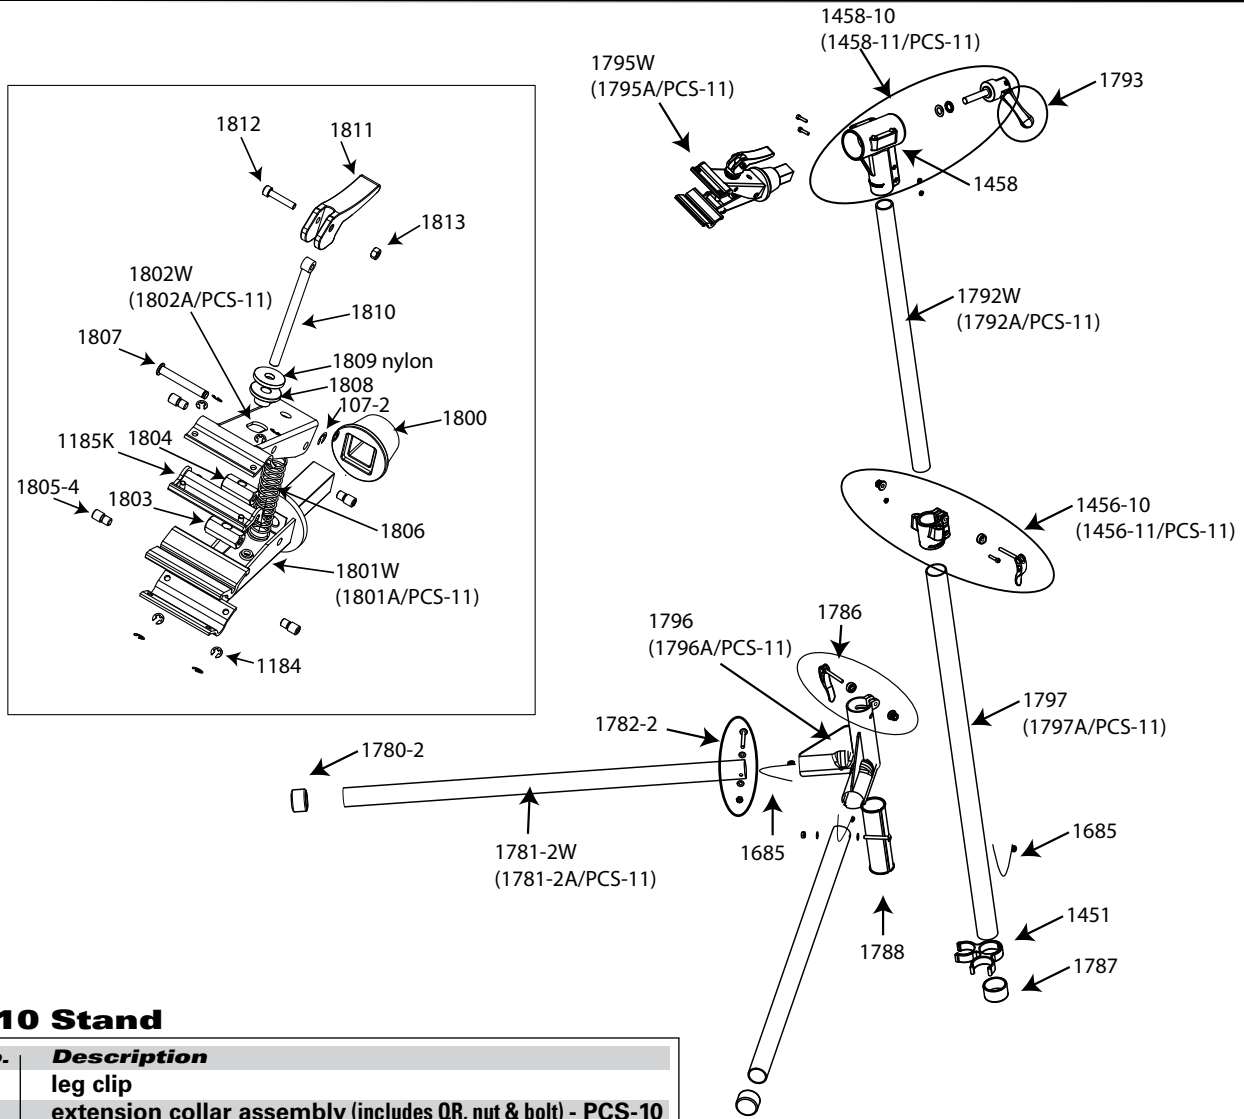 1458-10
(1458-11/PCS-11)
1795W
(1795A/PCS-11)
1793
1458
1812
1811
1813
1802W
(1802A/PCS-11)
1810
1807
1809 nylon
1808
107-2
1800
1185K
1804
1805-4
1803
1806
1801W
(1801A/PCS-11)
1184
1792W
(1792A/PCS-11)
1456-10
(1456-11/PCS-11)
1796
(1796A/PCS-11)
1786
1797
(1797A/PCS-11)
1782-2
1780-2
1781-2W
(1781-2A/PCS-11)
1685
1685
1788
1451
1787
10 Stand
Description
leg clip
extension collar assembly (includes QR, nut & bolt) - PCS-10